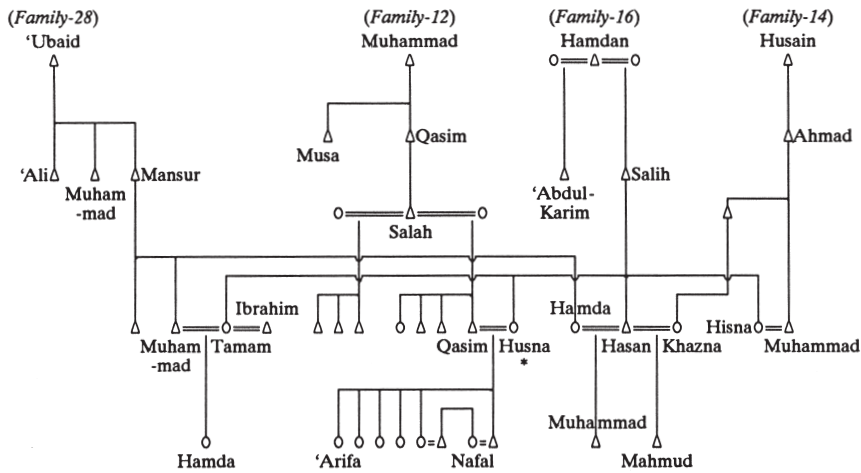 (Family-28) (Family-12) (Family-16) (Family-14)
‘Ubaid Muhammad Hamdan Husain
Musa Qasim Ahmad
‘Ali Muham
-mad Mansur ‘Abdul-
Karim Salih
Salah
Ibrahim Hamda
Muham
-mad Tamam Qasim Husna
* Hasan Khazna Hisna Muhammad
Muhammad
Hamda ‘Arifa Nafal Mahmud